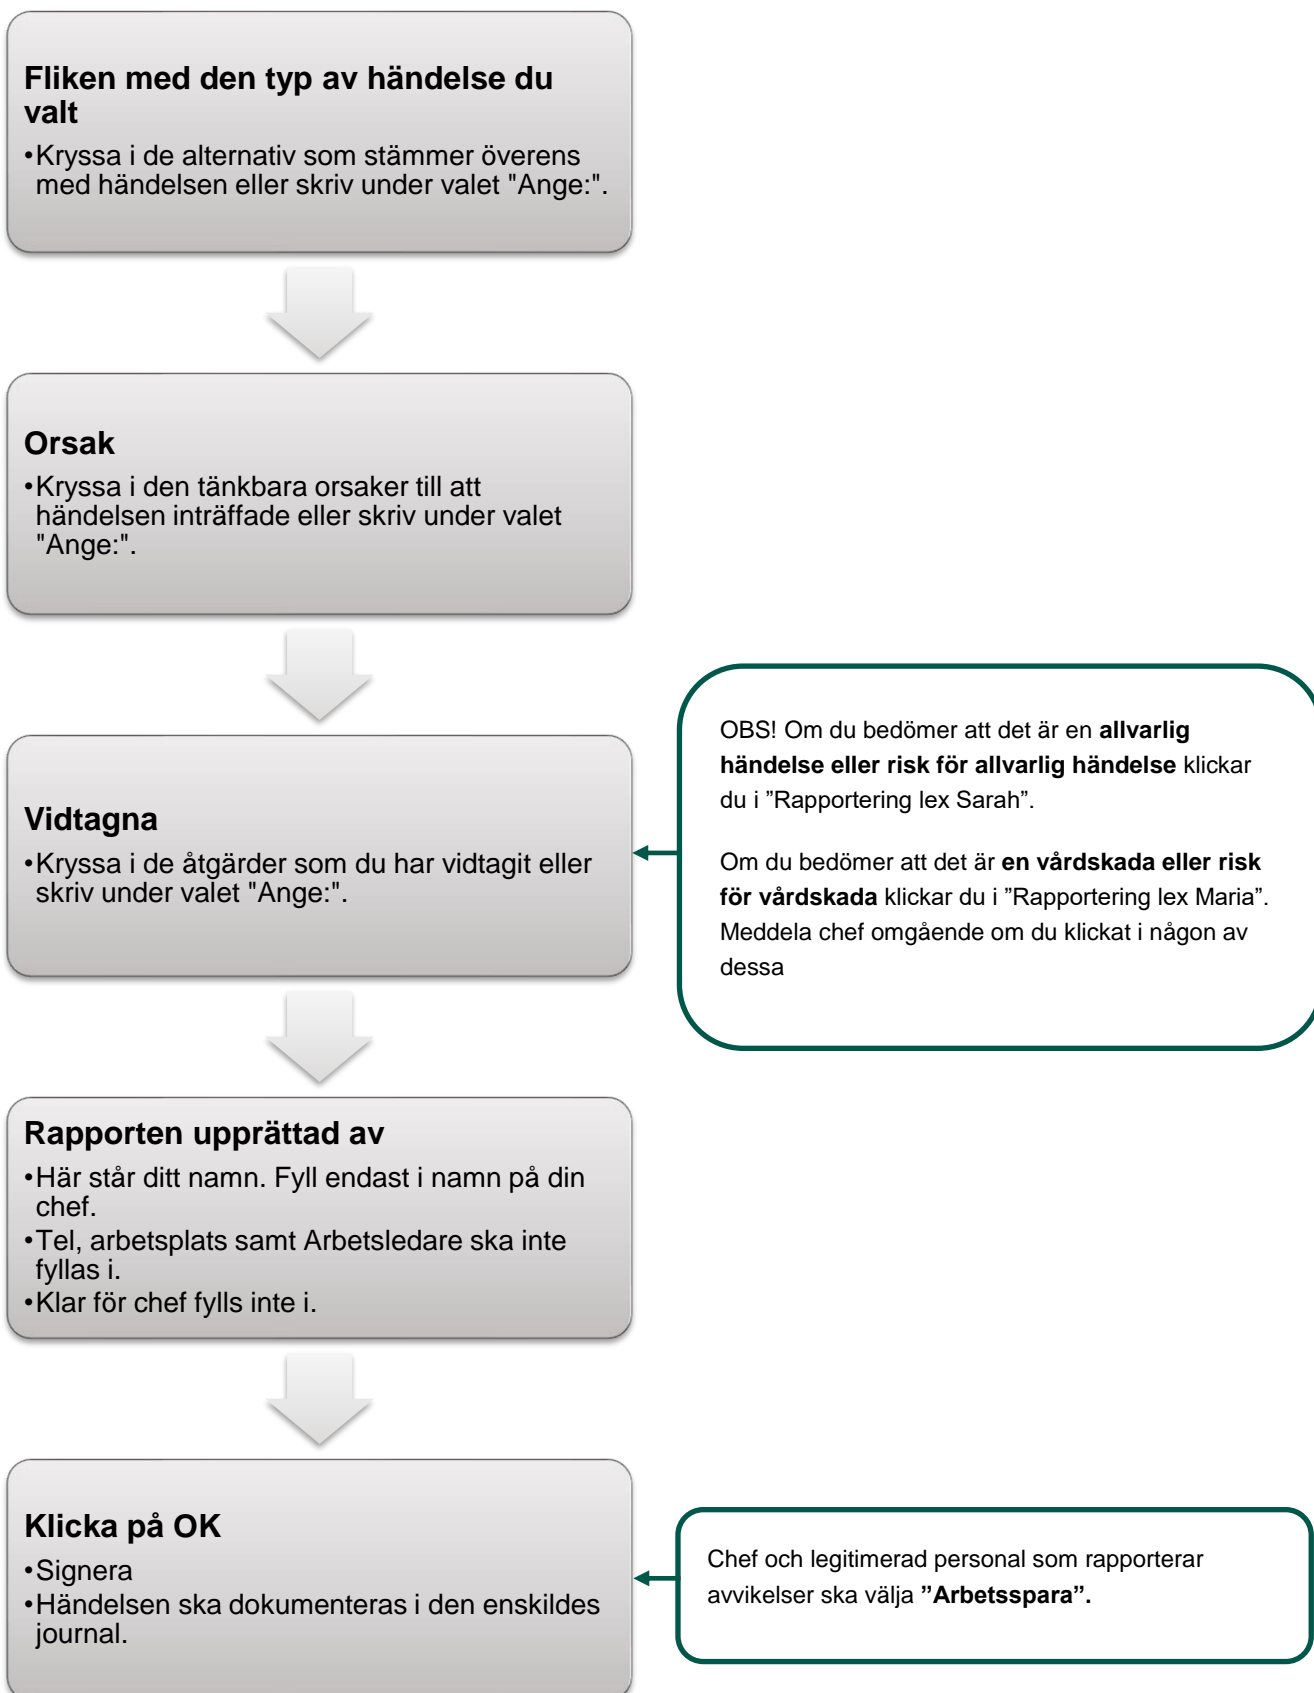 Fliken med den typ av händelse du
valt
•Kryssa i de alternativ som stämmer överens
med händelsen eller skriv under valet "Ange:".
Orsak
•Kryssa i den tänkbara orsaker till att
händelsen inträffade eller skriv under valet
"Ange:".
Vidtagna
•Kryssa i de åtgärder som du har vidtagit eller
skriv under valet "Ange:".
OBS! Om du bedömer att det är en allvarlig
händelse eller risk för allvarlig händelse klickar
du i ”Rapportering lex Sarah”.
Om du bedömer att det är en vårdskada eller risk
för vårdskada klickar du i ”Rapportering lex Maria”.
Meddela chef omgående om du klickat i någon av
dessa
Rapporten upprättad av
•Här står ditt namn. Fyll endast i namn på din
chef.
•Tel, arbetsplats samt Arbetsledare ska inte
fyllas i.
•Klar för chef fylls inte i.
Klicka på OK
•Signera
•Händelsen ska dokumenteras i den enskildes
journal.
Chef och legitimerad personal som rapporterar
avvikelser ska välja ”Arbetsspara”.